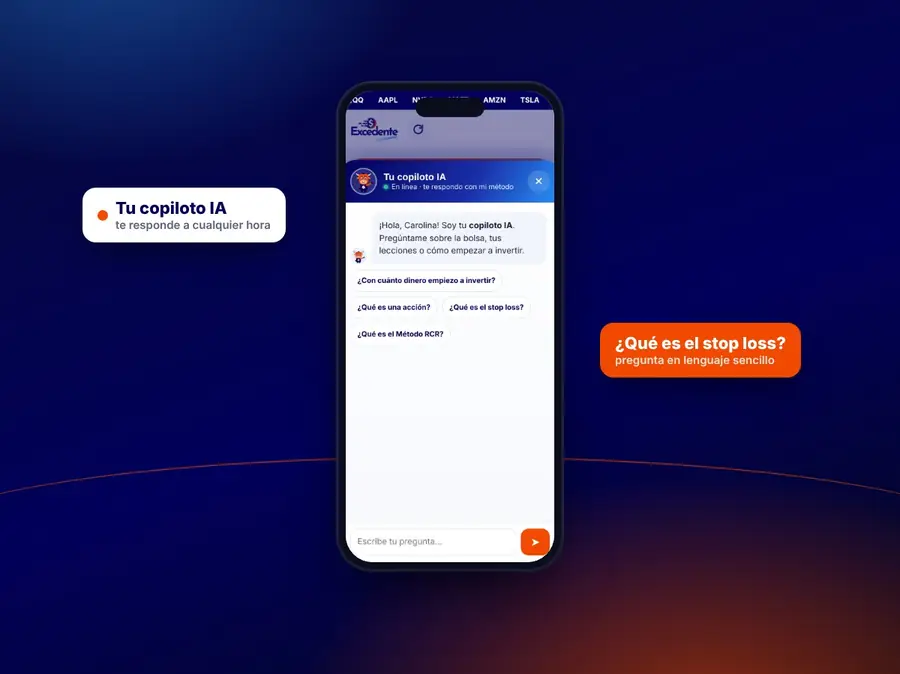 QQ AAPL AMZN TSLA
Excedente
Tu copiloto IA
En línea · te respondo con mi método
Tu copiloto IA
te responde a cualquier hora
¡Hola, Carolina! Soy tu copiloto IA.
Pregúntame sobre la bolsa, tus
lecciones o cómo empezar a invertir.
¿Con cuánto dinero empiezo a invertir?
¿Qué es una acción? ¿Qué es el stop loss?
¿Qué es el Método RCR?
¿Qué es el stop loss?
pregunta en lenguaje sencillo
Escribe tu pregunta...